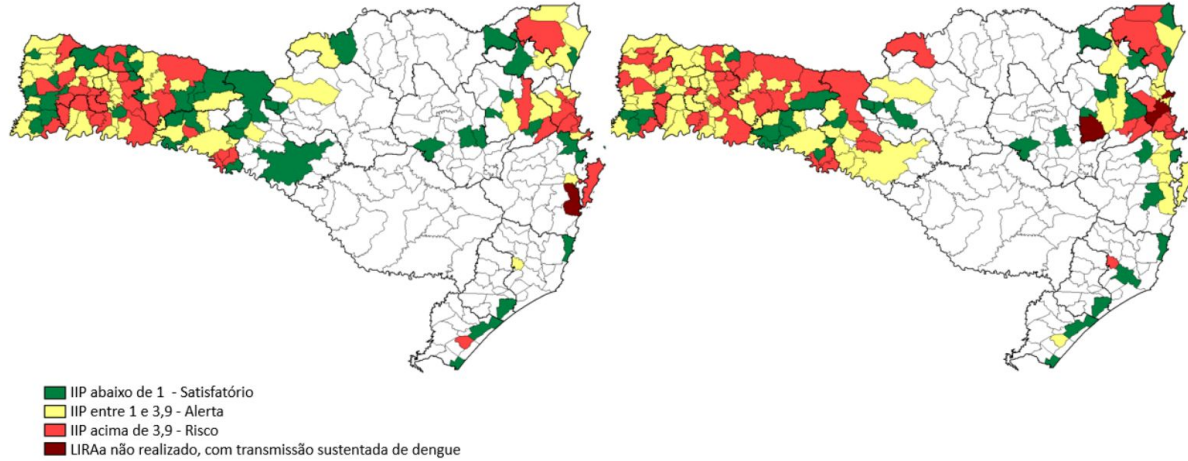 IIP abaixo de 1 - Satisfatório
IIP entre 1 e 3,9 - Alerta
IIP acima de 3,9 - Risco
LIRAa não realizado, com transmissão sustentada de dengue